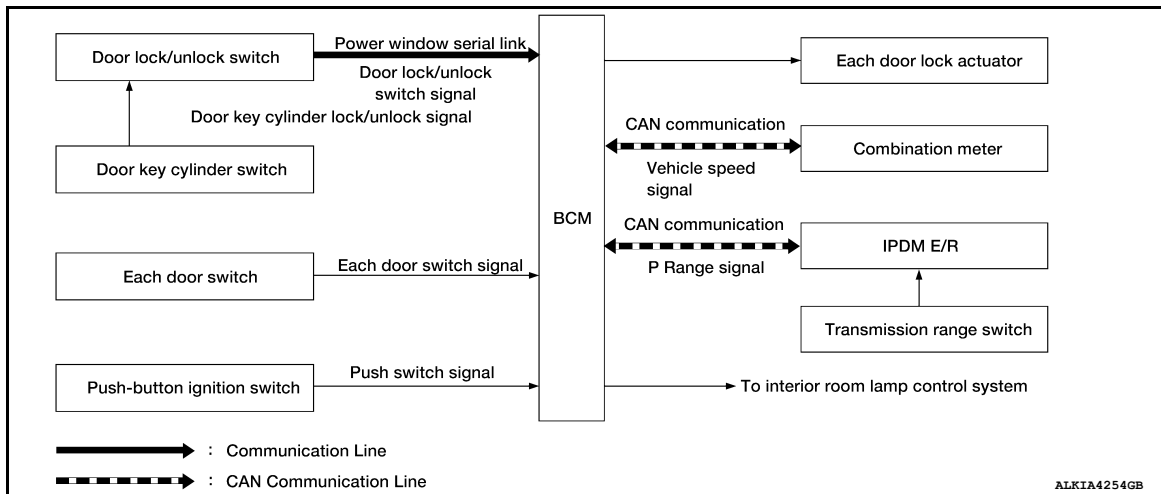 Door lock/unlock switch
Power window serial link
Door lock/unlock
switch signal
Door key cylinder lock/unlock signal
Door key cylinder switch
Each door switch
Each door switch signal
Push-button ignition switch
Push switch signal
BCM
Each door lock actuator
CAN communication
Vehicle speed
signal
Combination meter
CAN communication
P Range signal
IPDM E/R
Transmission range switch
To interior room lamp control system
: Communication Line
: CAN Communication Line
ALKIA4254GB